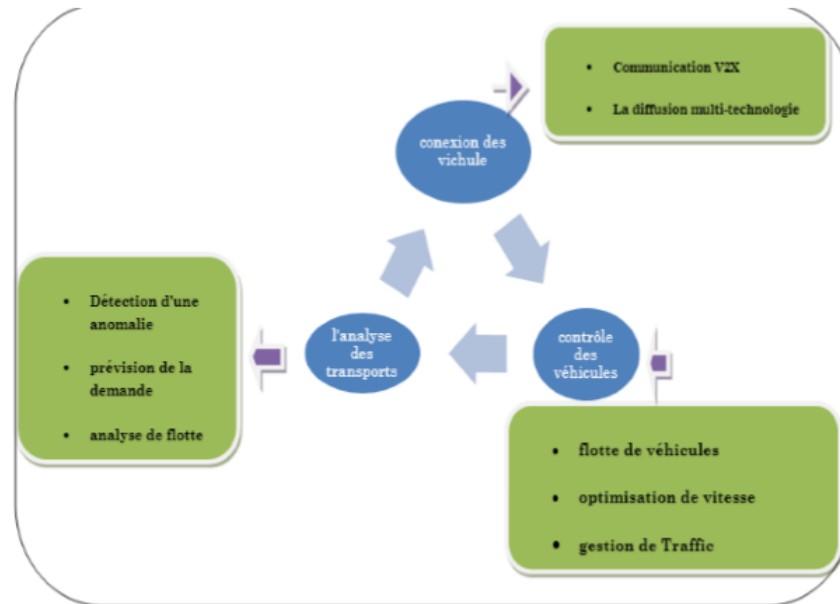 • Communication V2X
• La diffusion multi-technologie
conexion des
vichule
• Détection d'une
anomalie
• prévision de la
demande
• analyse de flotte
l'analyse
des
transports
contrôle
des
véhicules
• flotte de véhicules
• optimisation de vitesse
• gestion de Traffic